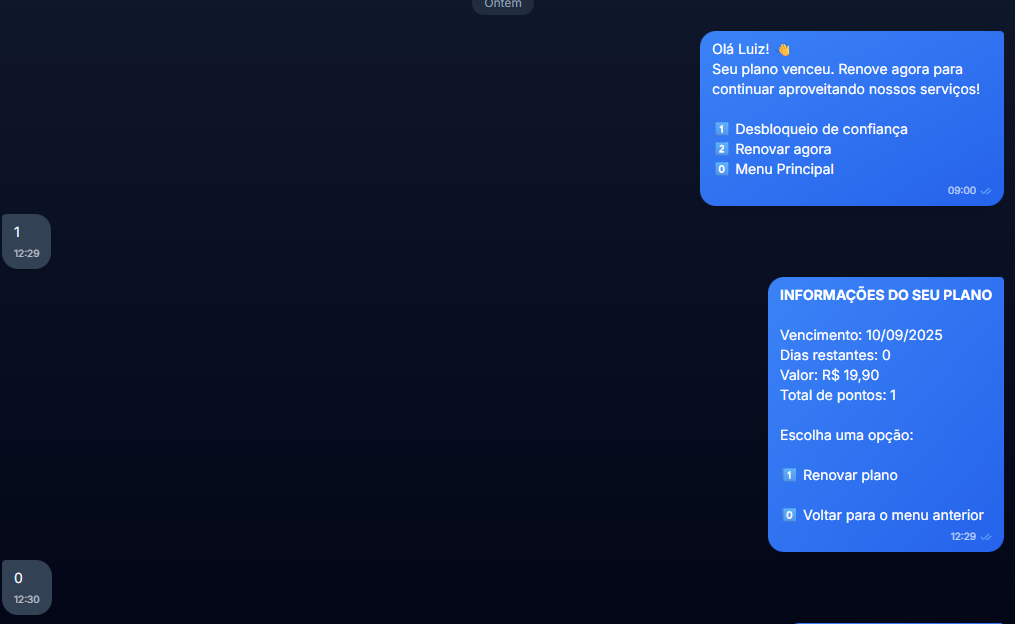 Ontem
Olá Luiz! 👋
Seu plano venceu. Renove agora para
continuar aproveitando nossos serviços!
1️⃣ Desbloqueio de confiança
2️⃣ Renovar agora
0️⃣ Menu Principal
09:00
1
12:29
INFORMAÇÕES DO SEU PLANO
Vencimento: 10/09/2025
Dias restantes: 0
Valor: R$ 19,90
Total de pontos: 1
Escolha uma opção:
1️⃣ Renovar plano
0️⃣ Voltar para o menu anterior
12:29
0
12:30